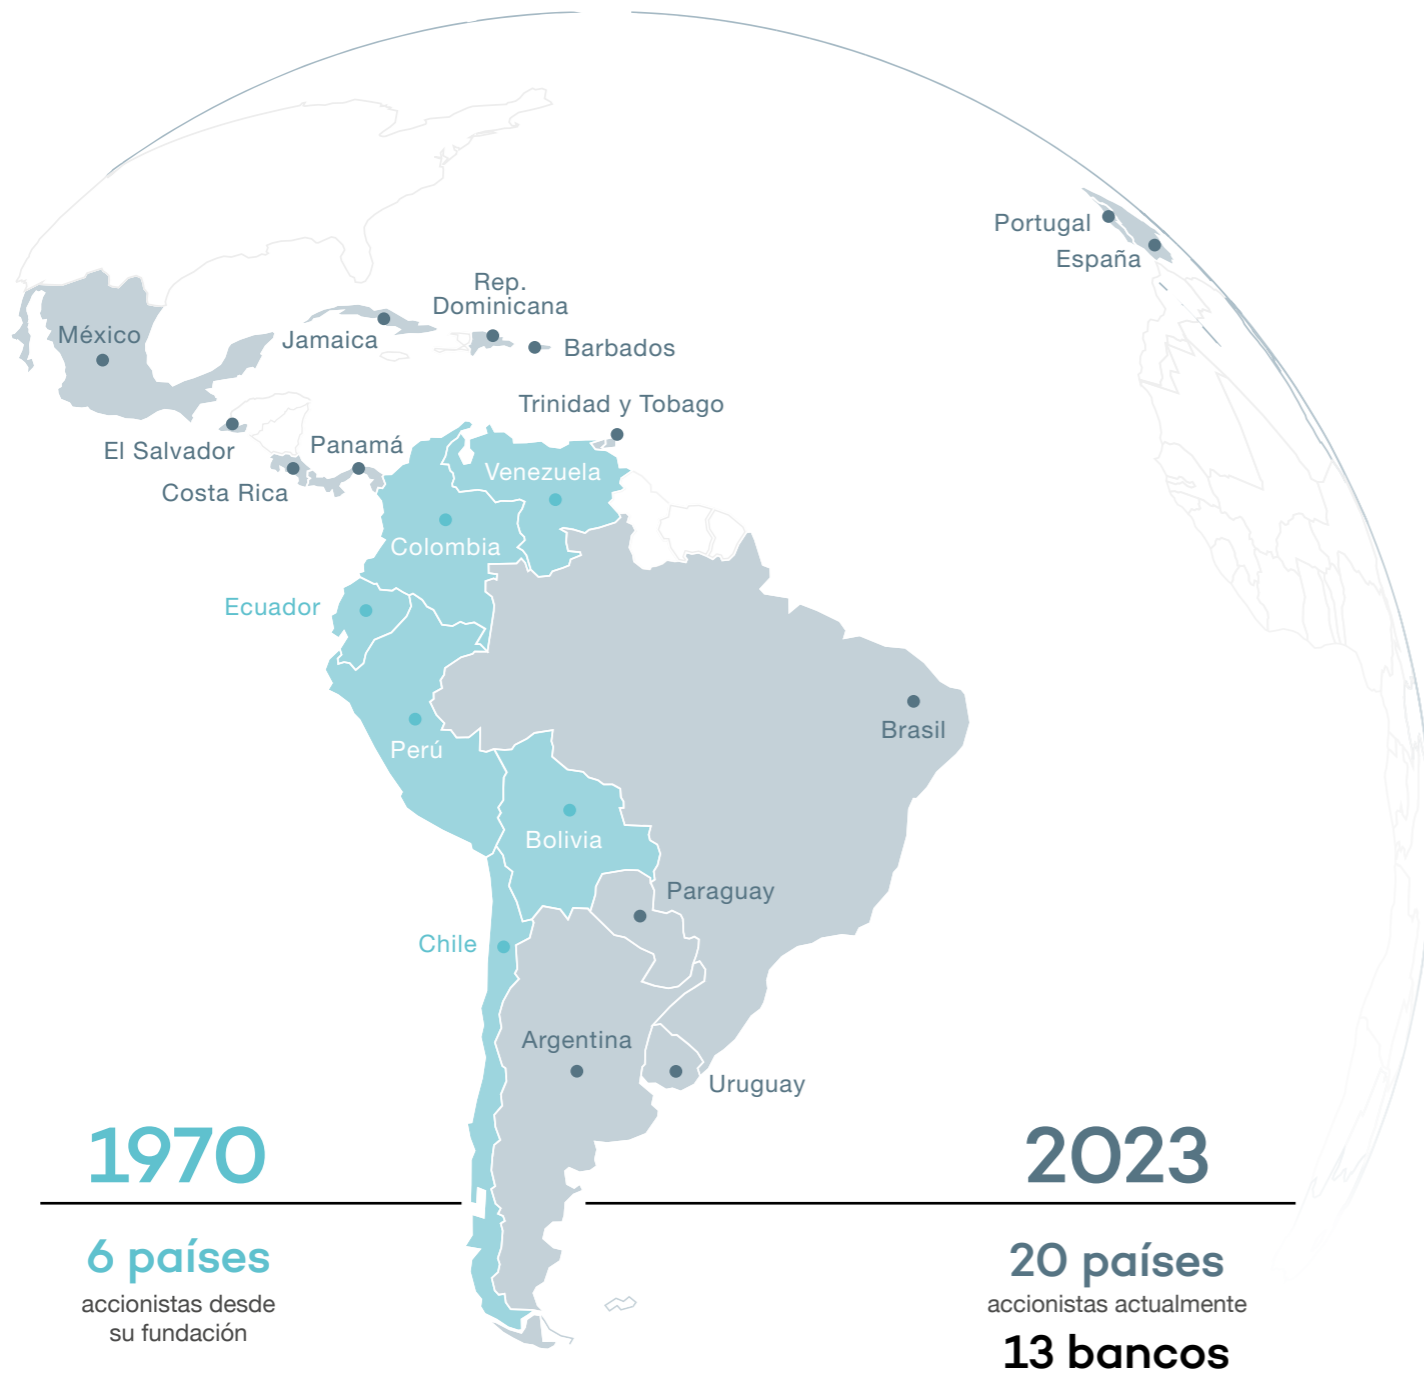 Portugal
España
Rep.
Dominicana
México
Jamaica
Barbados
Trinidad y Tobago
El Salvador
Panamá
Costa Rica
Venezuela
Colombia
Ecuador
Brasil
Perú
Bolivia
Paraguay
Chile
Argentina
Uruguay
1970
6 países
accionistas desde
su fundación
2023
20 países
accionistas actualmente
13 bancos